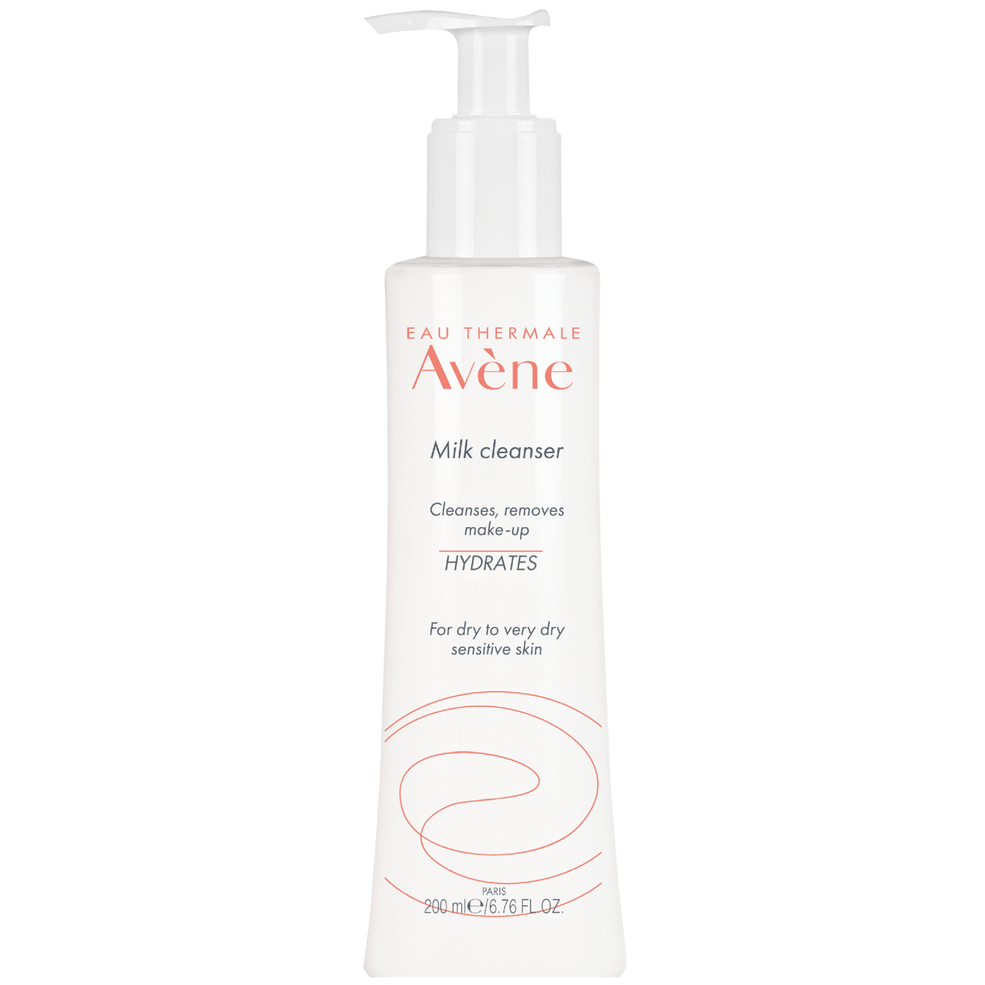 EAU THERMALE
Avène
Milk cleanser
Cleanses, removes
make-up
HYDRATES
For dry to very dry
sensitive skin
PARIS
200 ml℮/6.76 FL.OZ.